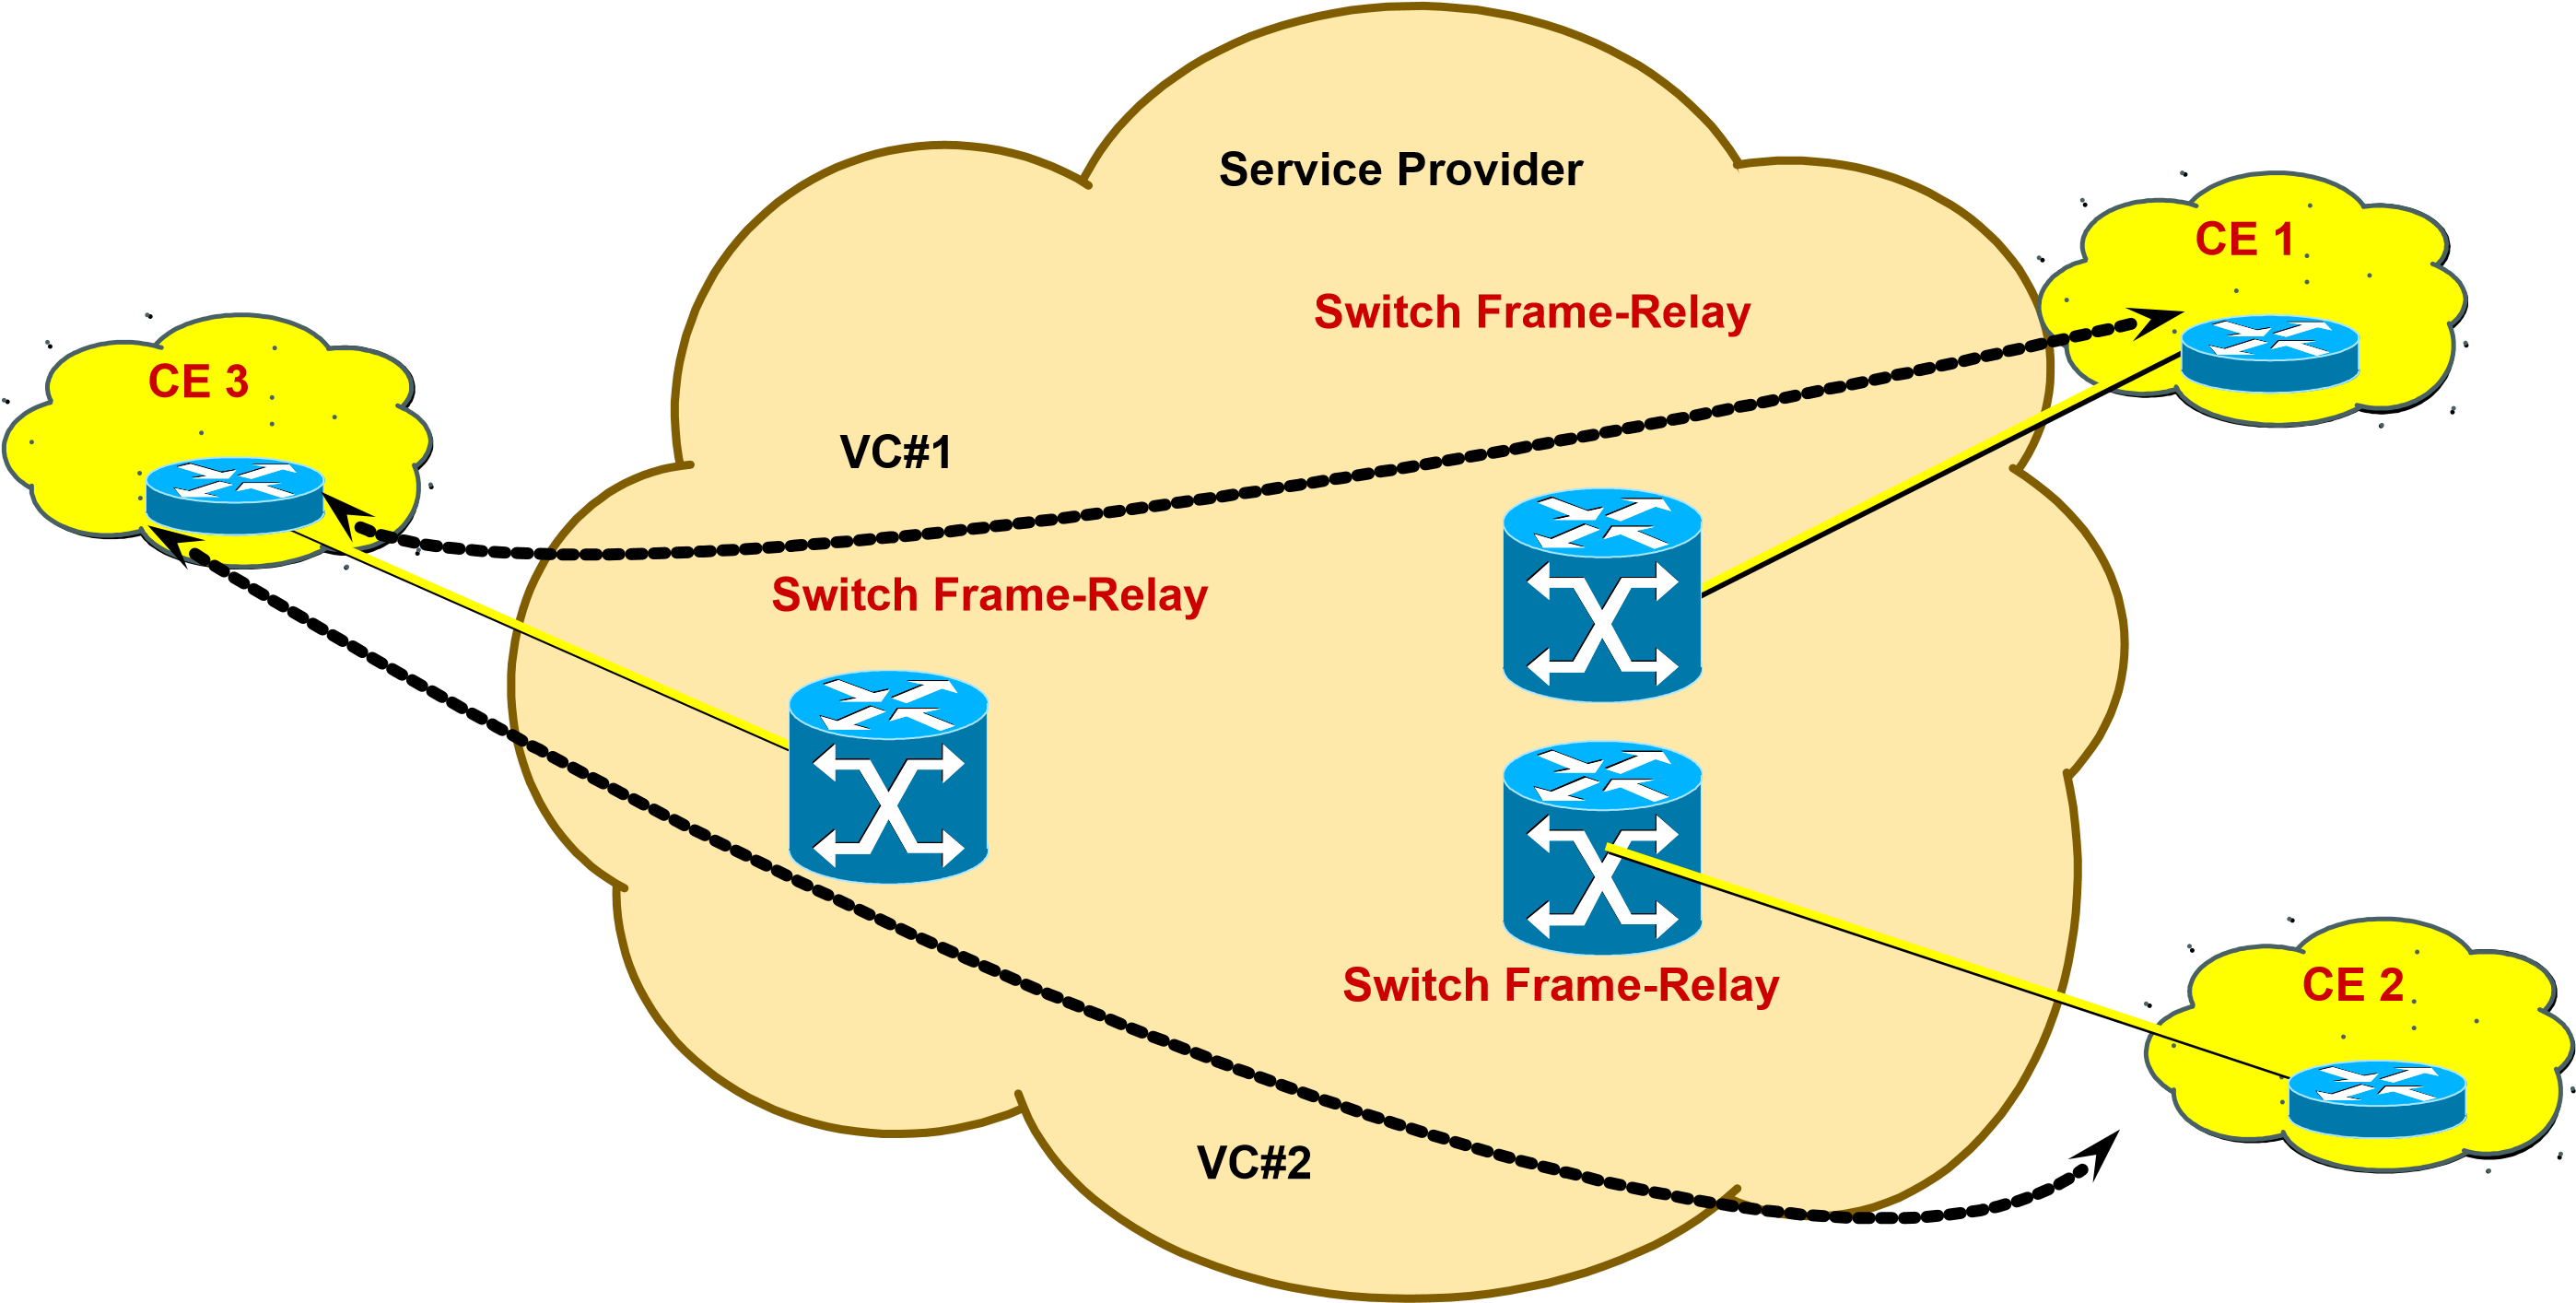 Service Provider
CE 1
Switch Frame-Relay
CE 3
VC#1
Switch Frame-Relay
Switch Frame-Relay
CE 2
VC#2